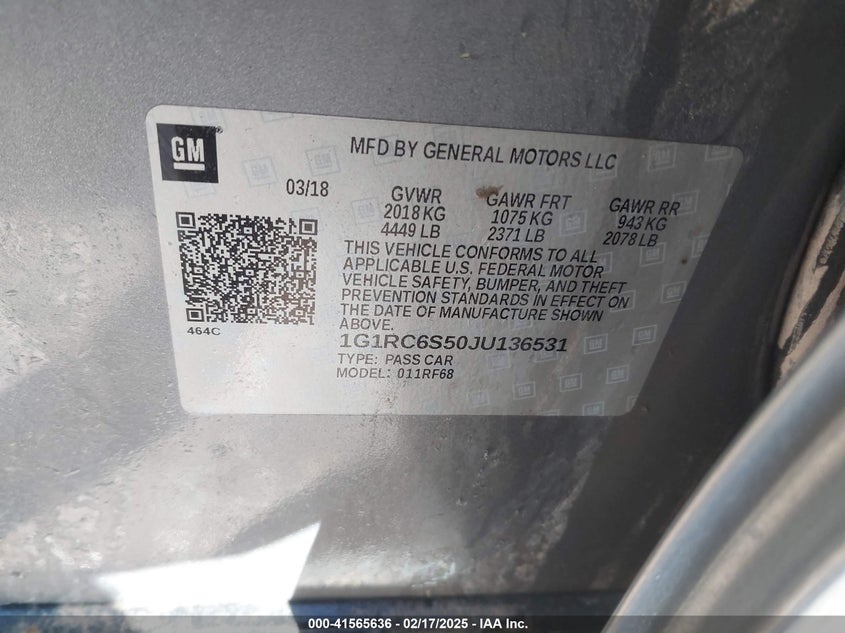 GM
MFD BY GENERAL MOTORS LLC
03/18
GVWR
2018 KG
4449 LB
GAWR FRT
1075 KG
2371 LB
GAWR RR
943 KG
2078 LB
THIS VEHICLE CONFORMS TO ALL
APPLICABLE U.S. FEDERAL MOTOR
VEHICLE SAFETY, BUMPER, AND THEFT
PREVENTION STANDARDS IN EFFECT ON
THE DATE OF MANUFACTURE SHOWN
ABOVE.
464C
1G1RC6S50JU136531
TYPE: PASS CAR
MODEL: 011RF68
000-41565636 - 02/17/2025 - IAA Inc.